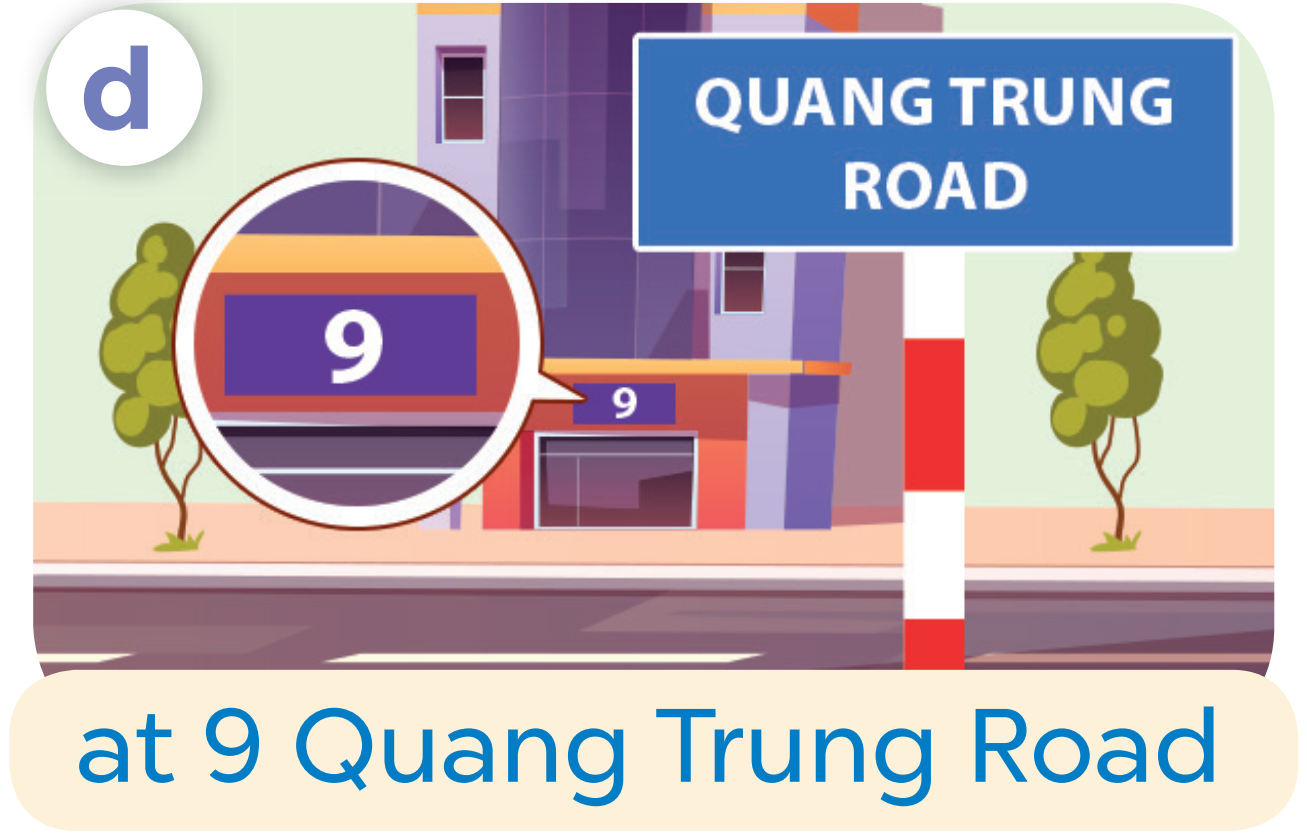 d
QUANG TRUNG
ROAD
9
9
at 9 Quang Trung Road